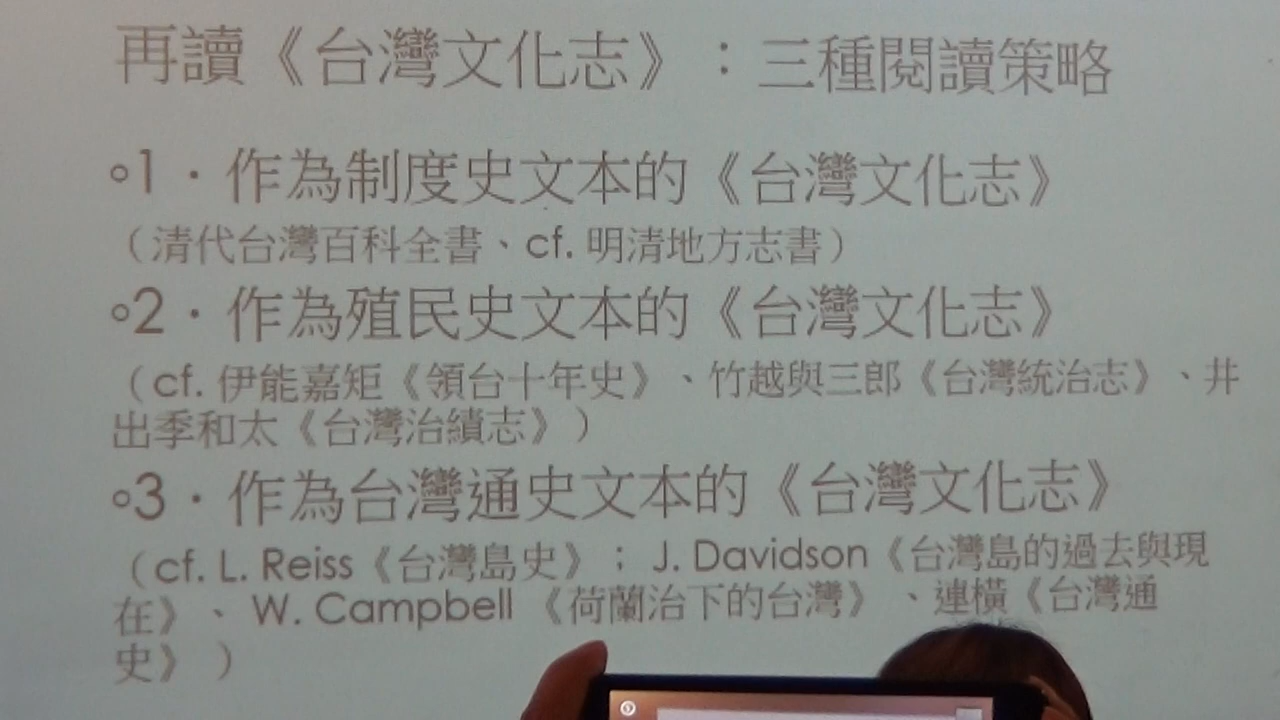 再讀《台灣文化志》：三種閱讀策略
◦1．作為制度史文本的《台灣文化志》
（清代台灣百科全書、cf. 明清地方志書）
◦2．作為殖民史文本的《台灣文化志》
（cf. 伊能嘉矩《領台十年史》、竹越與三郎《台灣統治志》、井
出季和太《台灣治績志》）
◦3．作為台灣通史文本的《台灣文化志》
（cf. L. Reiss《台灣島史》；J. Davidson《台灣島的過去與現
在》、W. Campbell《荷蘭治下的台灣》、連橫《台灣通
史》）